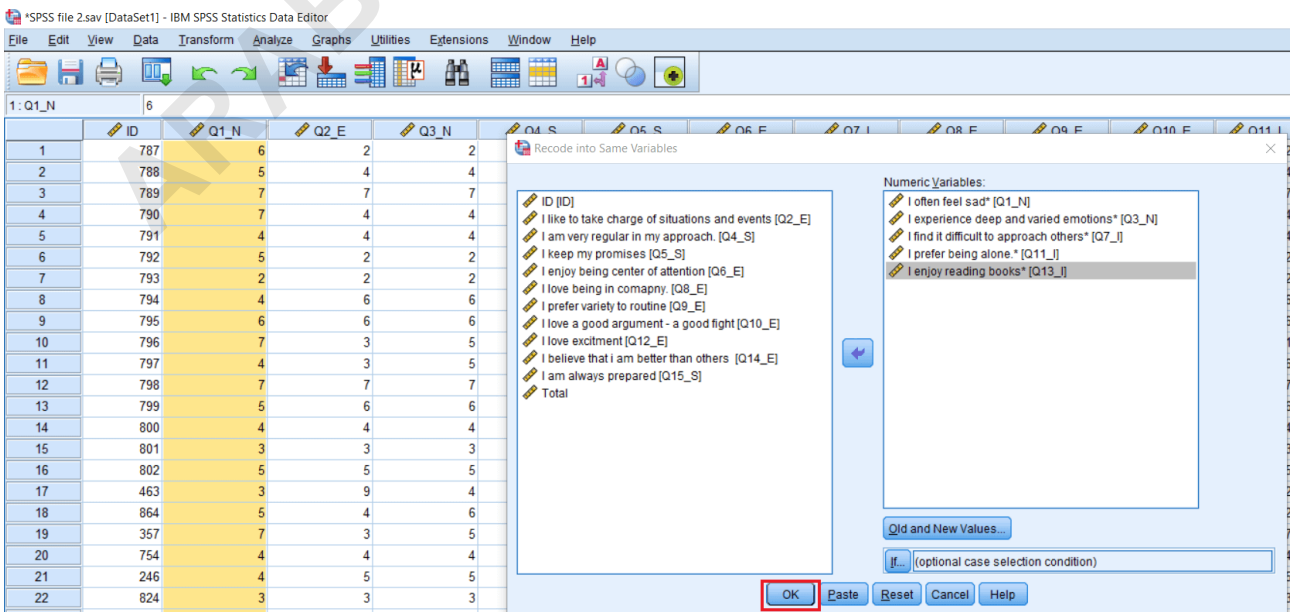 *SPSS file 2.sav [DataSet1] - IBM SPSS Statistics Data Editor
File Edit View Data Transform Analyze Graphs Utilities Extensions Window Help
1 : Q1_N 6
ID Q1_N Q2_E Q3_N Q4_S Q5_S Q6_E Q7_I Q8_E Q9_E Q10_E Q11_I
1 787 6 2 2
2 788 5 4 4
3 789 7 7 7
4 790 7 4 4
5 791 4 4 4
6 792 5 2 2
7 793 2 2 2
8 794 4 6 6
9 795 6 6 6
10 796 7 3 5
11 797 4 3 5
12 798 7 7 7
13 799 5 6 6
14 800 4 4 4
15 801 3 3 3
16 802 5 5 5
17 463 3 9 4
18 864 5 4 6
19 357 7 3 5
20 754 4 4 4
21 246 4 5 5
22 824 3 3 3
Recode into Same Variables
ID [ID]
I like to take charge of situations and events [Q2_E]
I am very regular in my approach. [Q4_S]
I keep my promises [Q5_S]
I enjoy being center of attention [Q6_E]
I love being in comapny. [Q8_E]
I prefer variety to routine [Q9_E]
I love a good argument - a good fight [Q10_E]
I love excitment [Q12_E]
I believe that i am better than others [Q14_E]
I am always prepared [Q15_S]
Total
Numeric Variables:
I often feel sad* [Q1_N]
I experience deep and varied emotions* [Q3_N]
I find it difficult to approach others* [Q7_I]
I prefer being alone.* [Q11_I]
I enjoy reading books* [Q13_I]
Old and New Values...
If... (optional case selection condition)
OK Paste Reset Cancel Help
ARAB